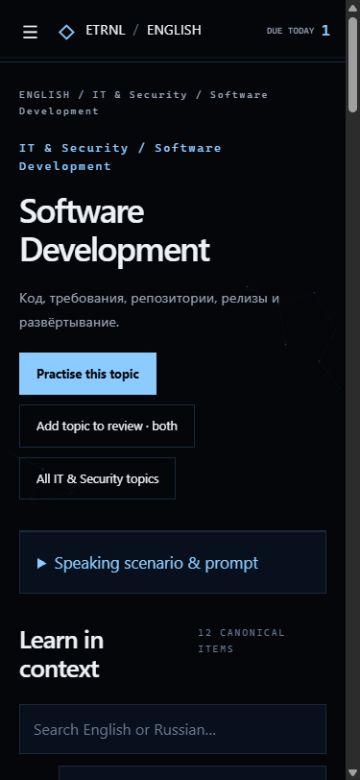 ETRNL / ENGLISH
DUE TODAY 1
ENGLISH / IT & Security / Software
Development
IT & Security / Software
Development
Software
Development
Код, требования, репозитории, релизы и
развёртывание.
Practise this topic
Add topic to review · both
All IT & Security topics
Speaking scenario & prompt
Learn in
context
12 CANONICAL
ITEMS
Search English or Russian...